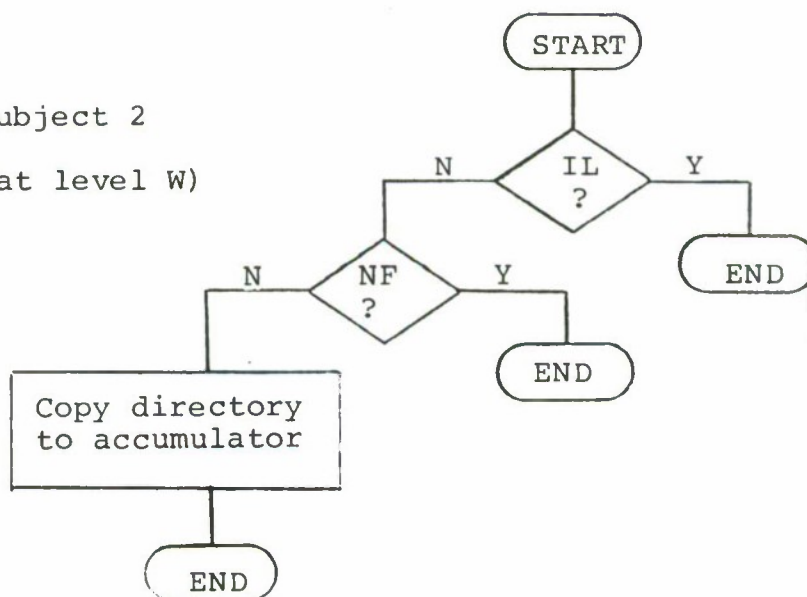 START
ubject 2
at level W)
N
IL
?
Y
END
N
NF
?
Y
END
Copy directory
to accumulator
END